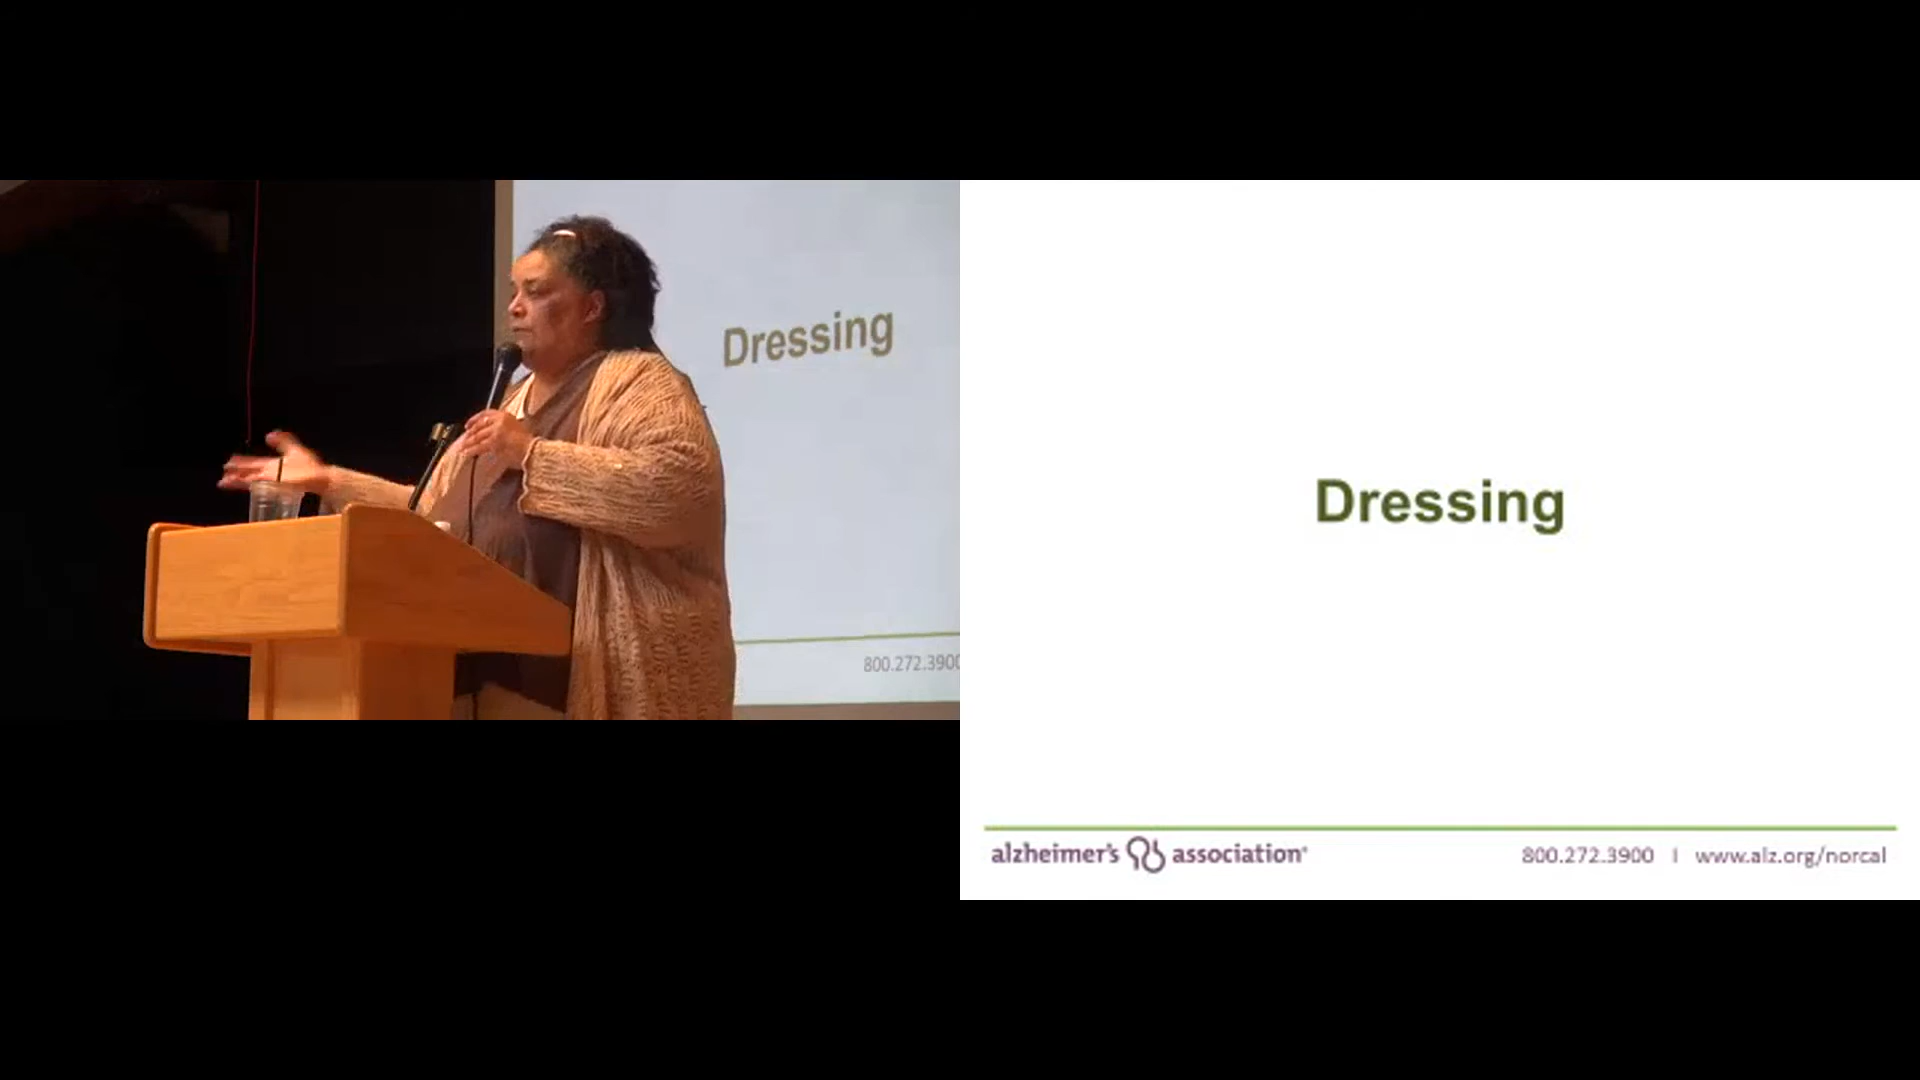 Dressing
800.272.3900
Dressing
alzheimer's association®
800.272.3900 | www.alz.org/norcal